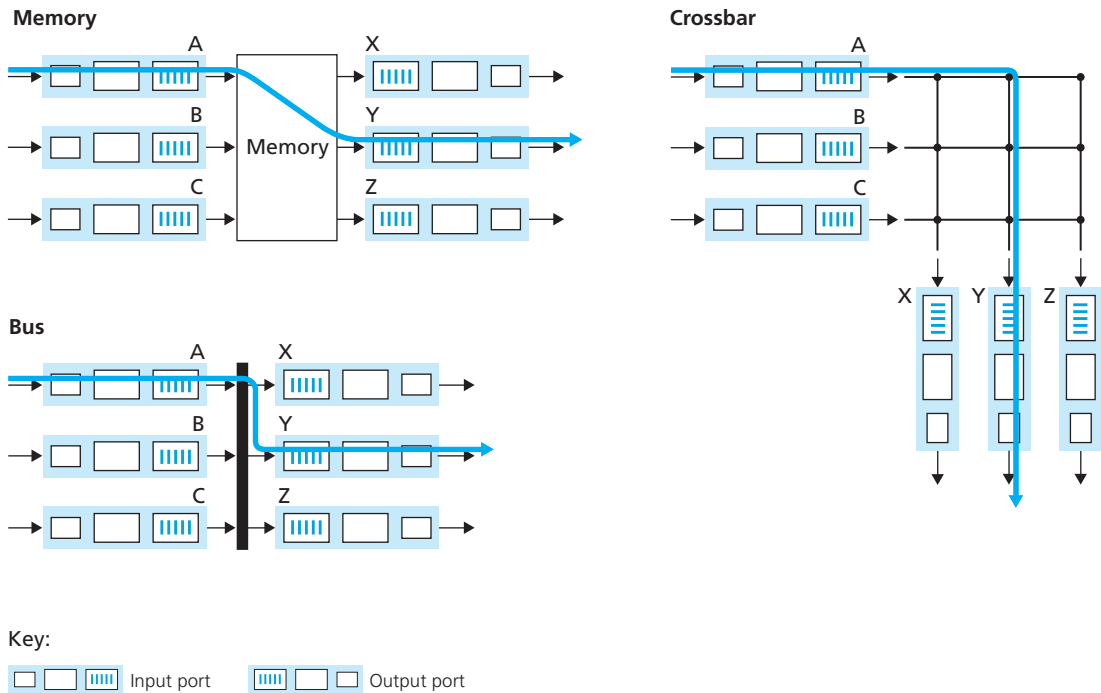 Memory
A
B
C
Memory
X
Y
Z
Crossbar
A
B
C
X
Y
Z
Bus
A
B
C
X
Y
Z
Key:
Input port
Output port